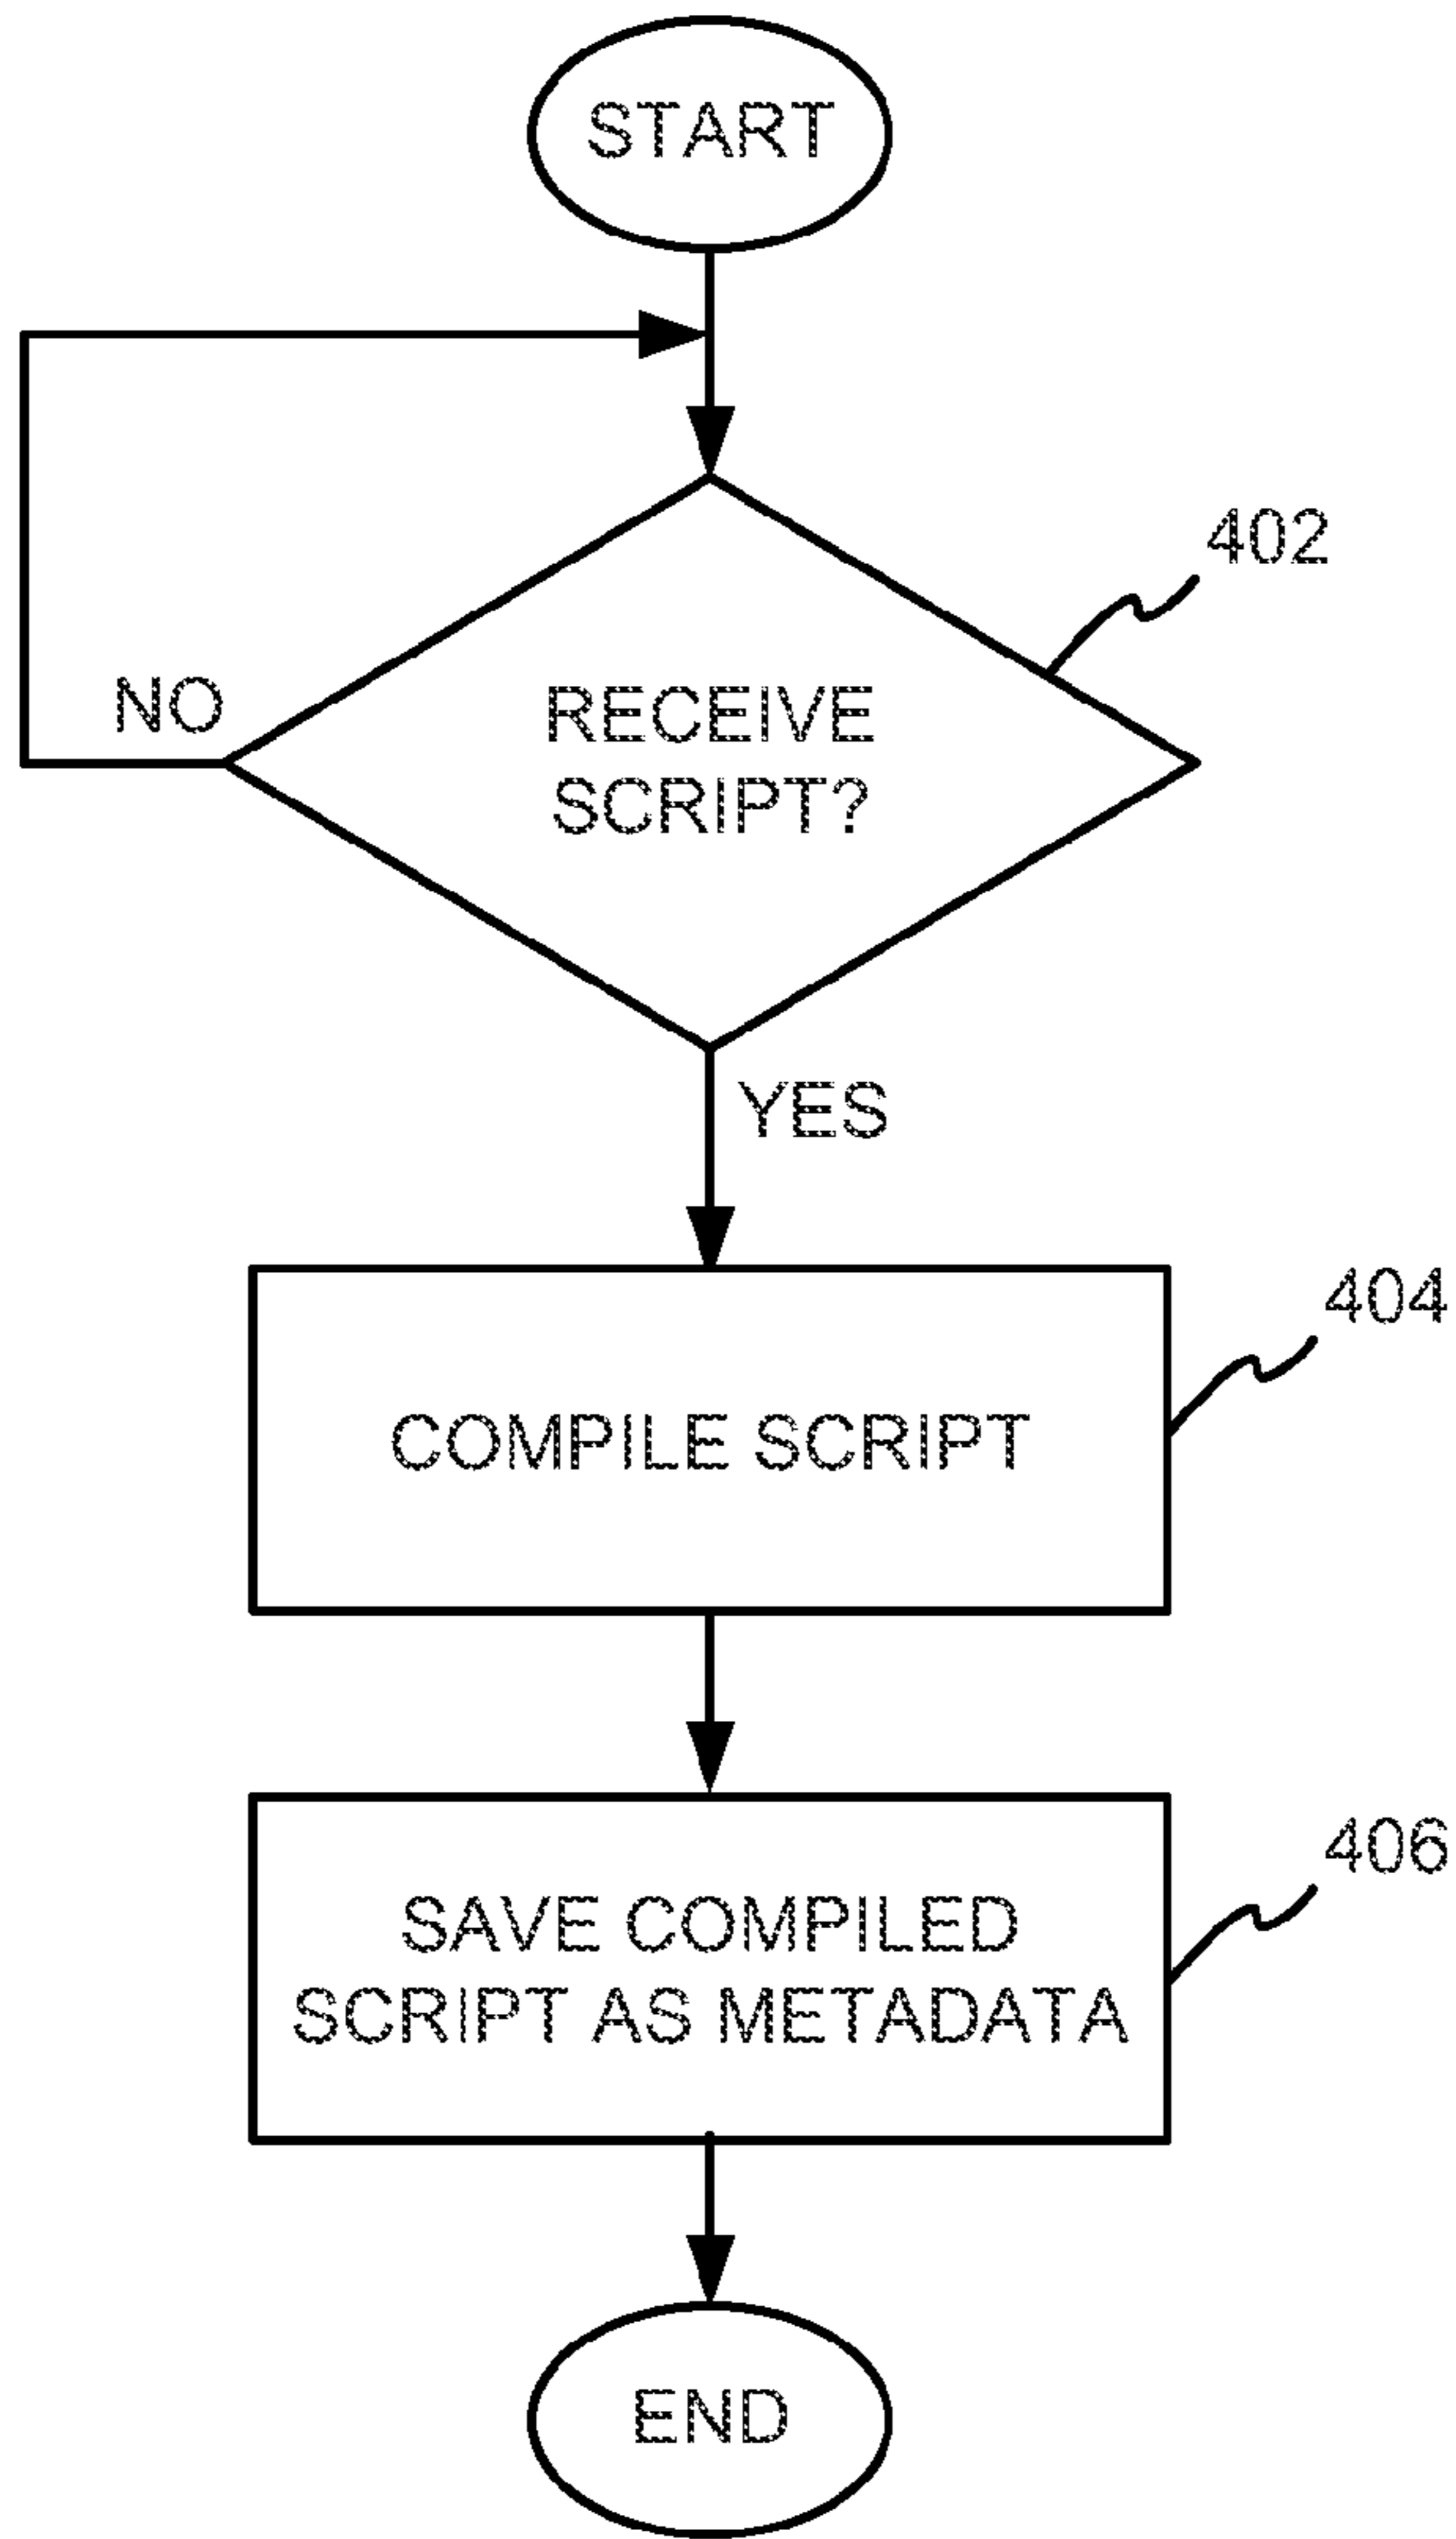 START
402
NO
RECEIVE
SCRIPT?
YES
404
COMPILE SCRIPT
406
SAVE COMPILED
SCRIPT AS METADATA
END